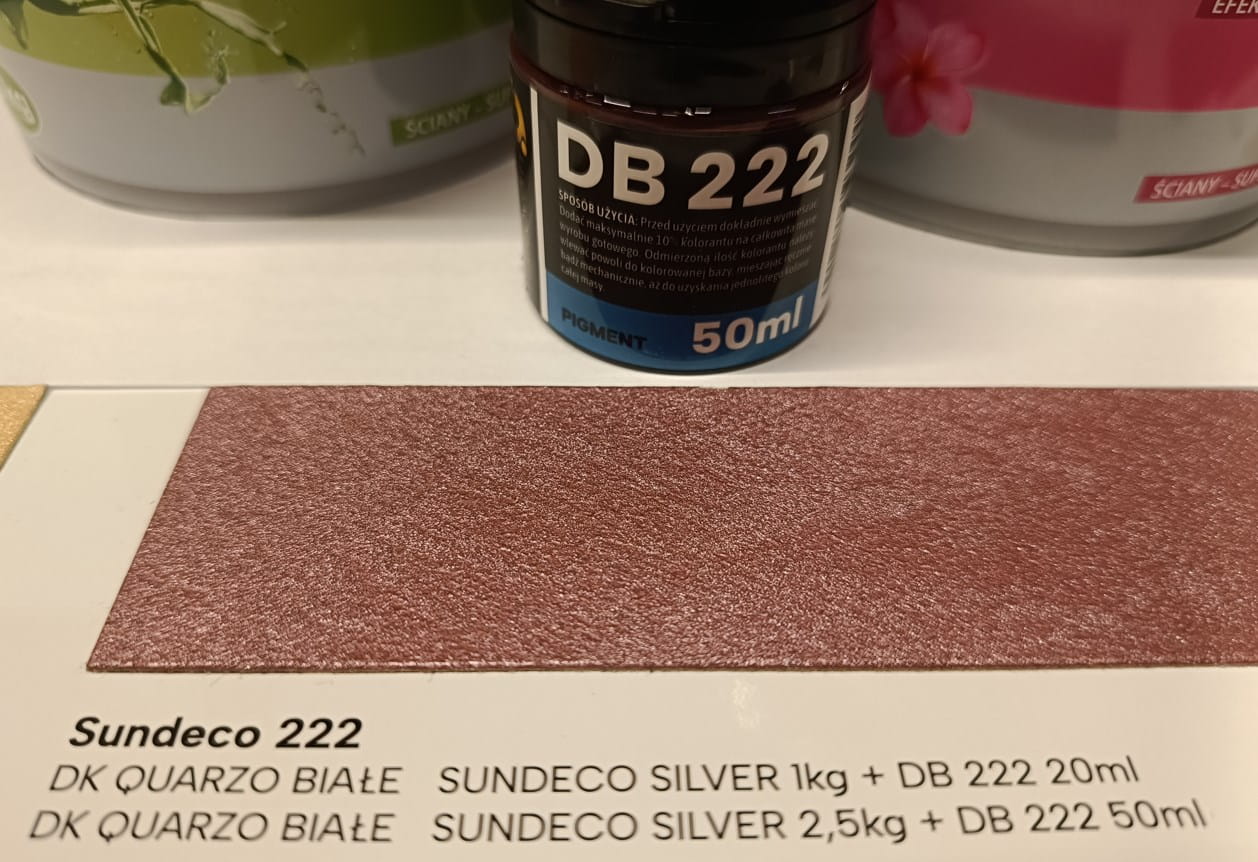 EFEK
ŚCIANY - SU
ŚCIANY - SU
DB 222
SPOSÓB UŻYCIA: Przed użyciem dokładnie wymieszać.
Dodać maksymalnie 10% kolorantu na całkowitą masę
wyrobu gotowego. Odmierzoną ilość kolorantu należy
wlewać powoli do kolorowanej bazy, mieszając ręcznie
bądź mechanicznie, aż do uzyskania jednolitego koloru
całej masy.
PIGMENT 50ml
Sundeco 222
DK QUARZO BIAŁE SUNDECO SILVER 1kg + DB 222 20ml
DK QUARZO BIAŁE SUNDECO SILVER 2,5kg + DB 222 50ml